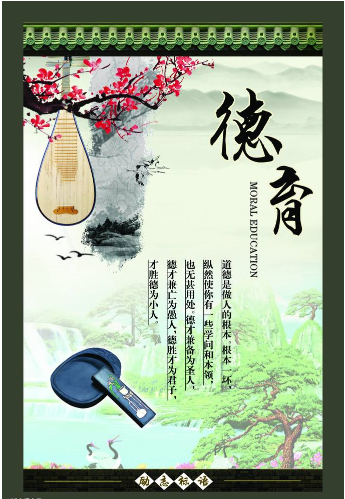 德育
MORAL EDUCATION
道德是做人的根本。根本一坏，
纵然使你有一些学问和本领，
也无甚用处。德才兼备为圣人，
德才兼亡为愚人，德胜才为君子，
才胜德为小人。
励志标语